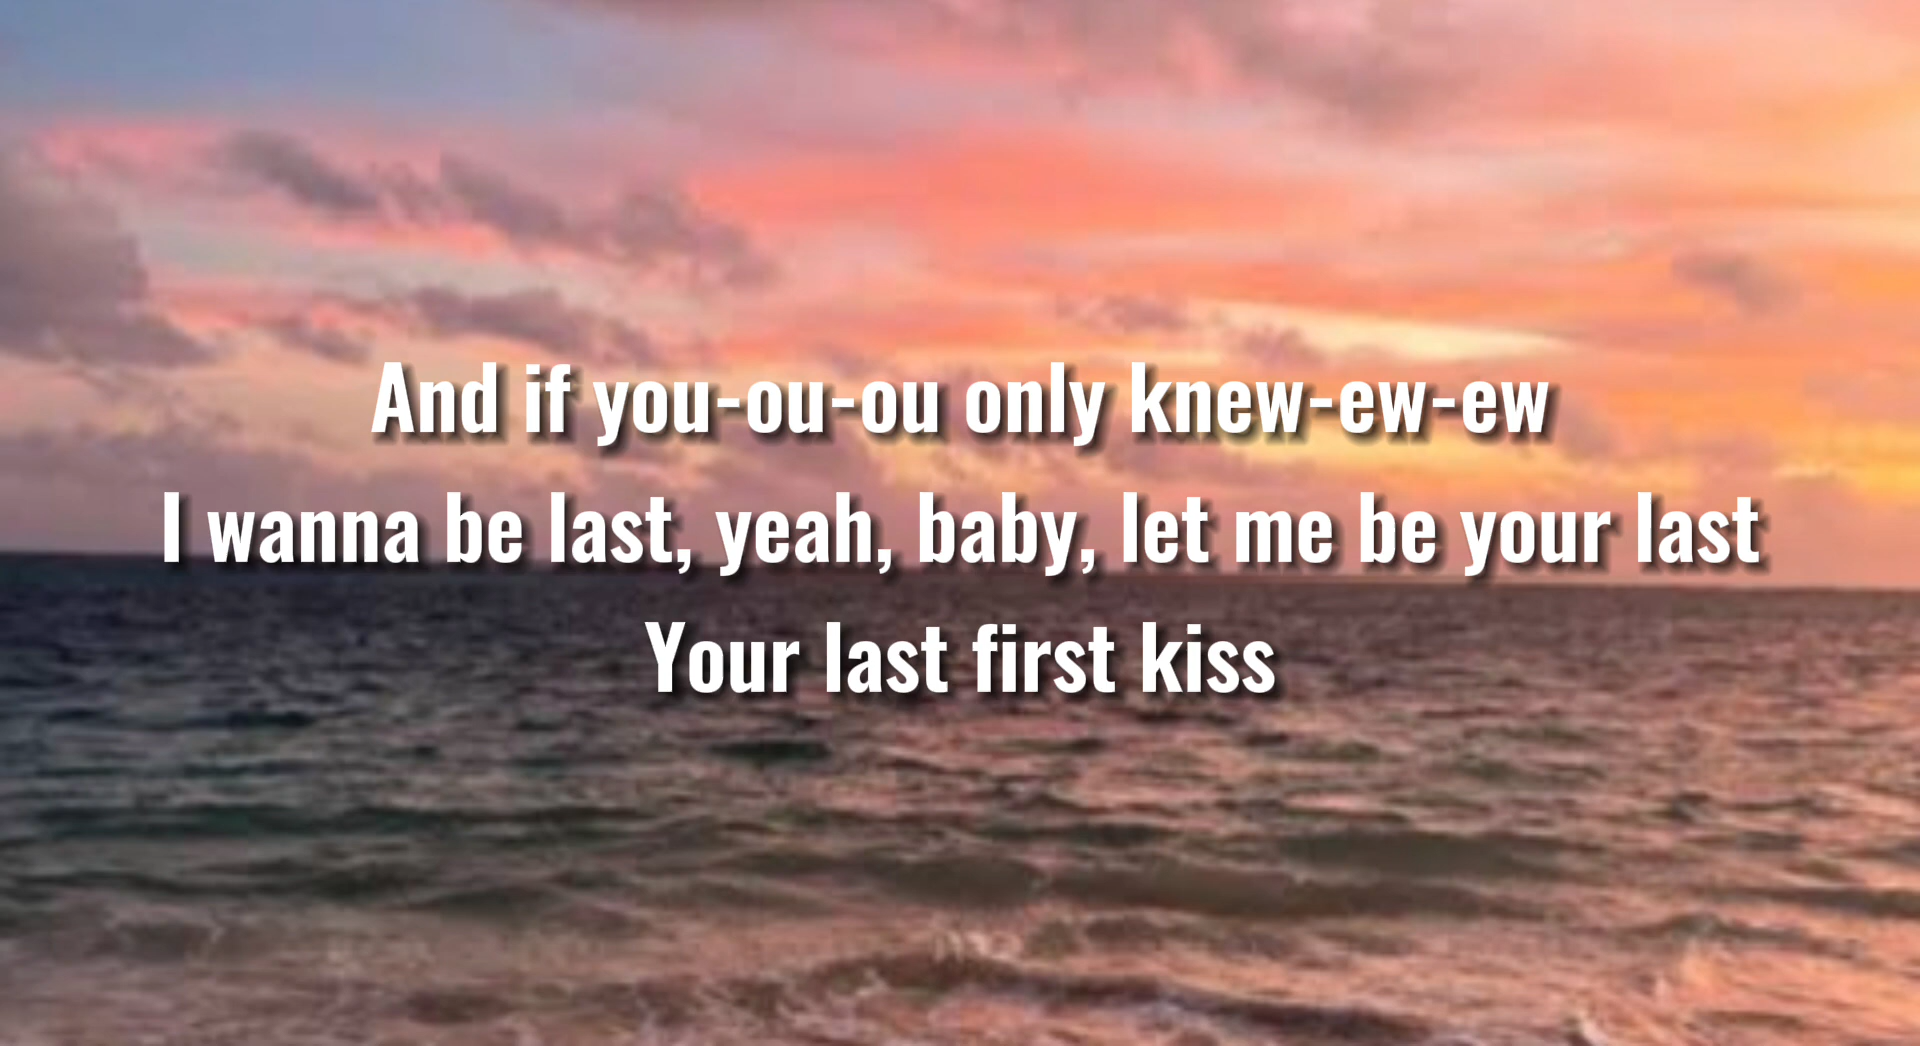 And if you-ou-ou only knew-ew-ew
I wanna be last, yeah, baby, let me be your last
Your last first kiss